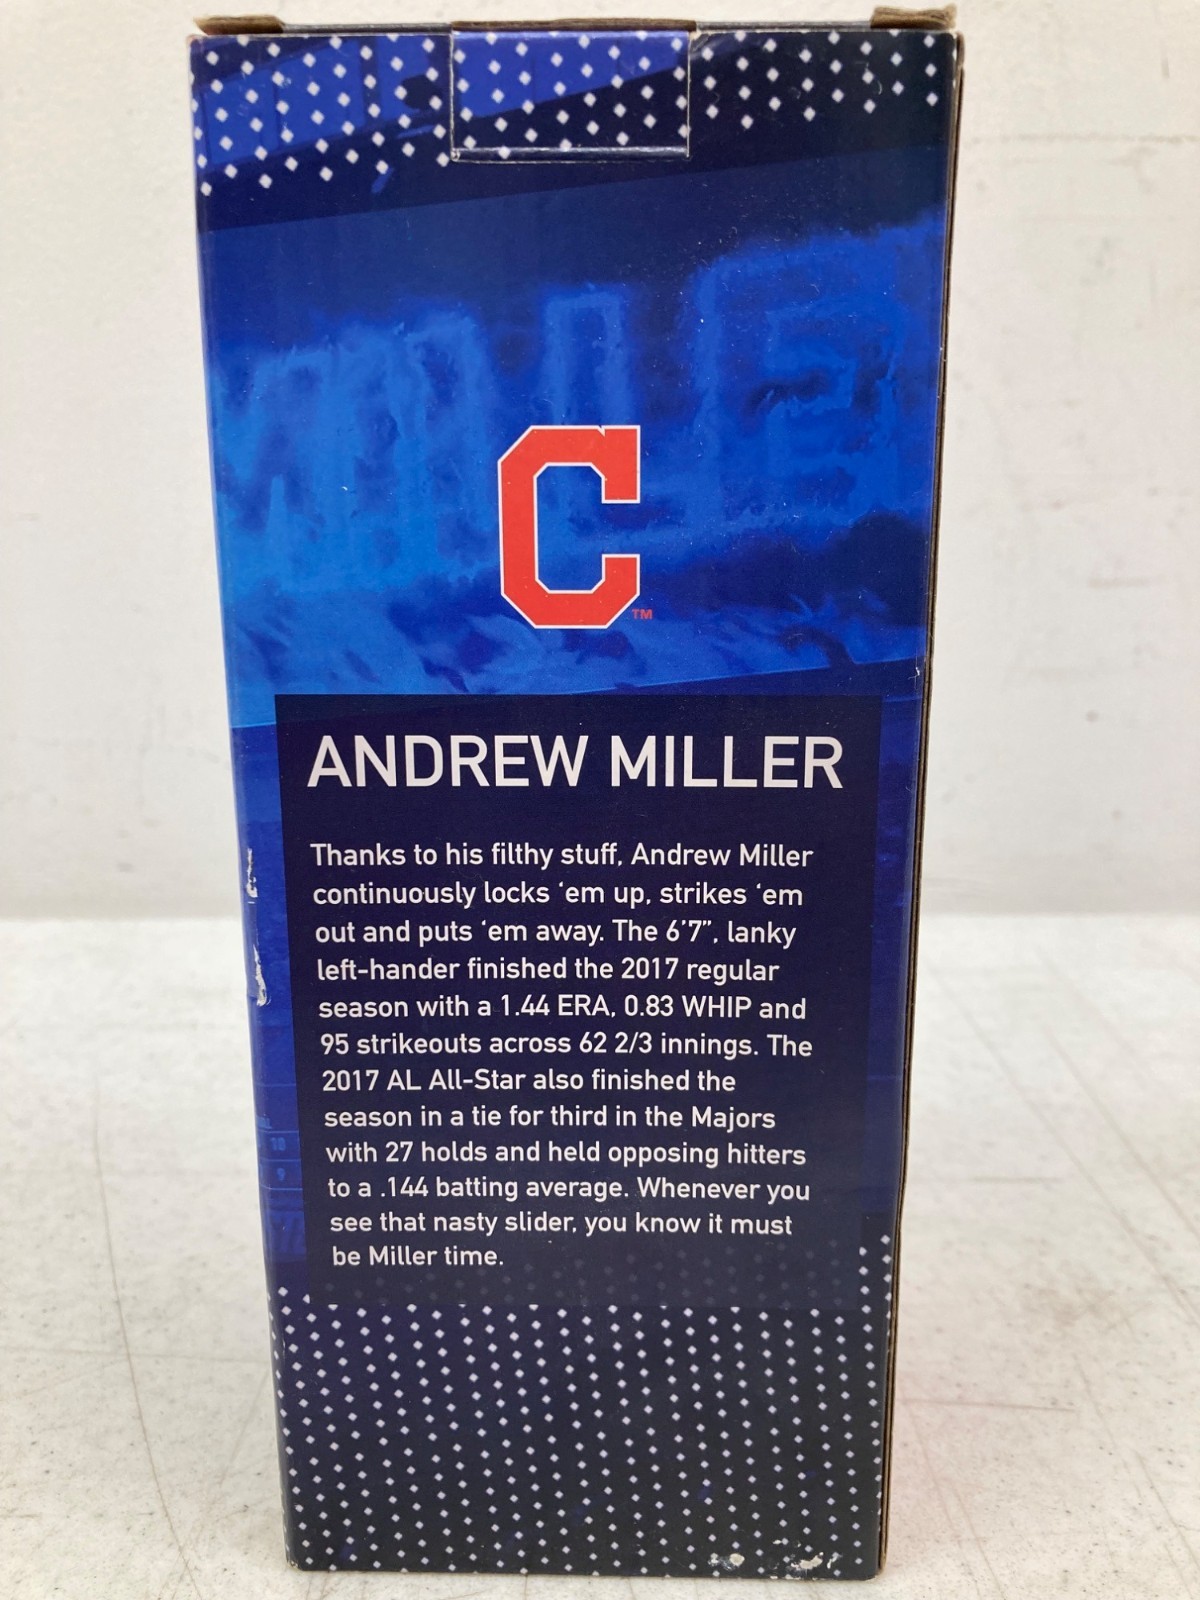 MILLE
C
TM
ANDREW MILLER
Thanks to his filthy stuff, Andrew Miller
continuously locks ‘em up, strikes ‘em
out and puts ‘em away. The 6’7”, lanky
left-hander finished the 2017 regular
season with a 1.44 ERA, 0.83 WHIP and
95 strikeouts across 62 2/3 innings. The
2017 AL All-Star also finished the
season in a tie for third in the Majors
with 27 holds and held opposing hitters
to a .144 batting average. Whenever you
see that nasty slider, you know it must
be Miller time.
10
9